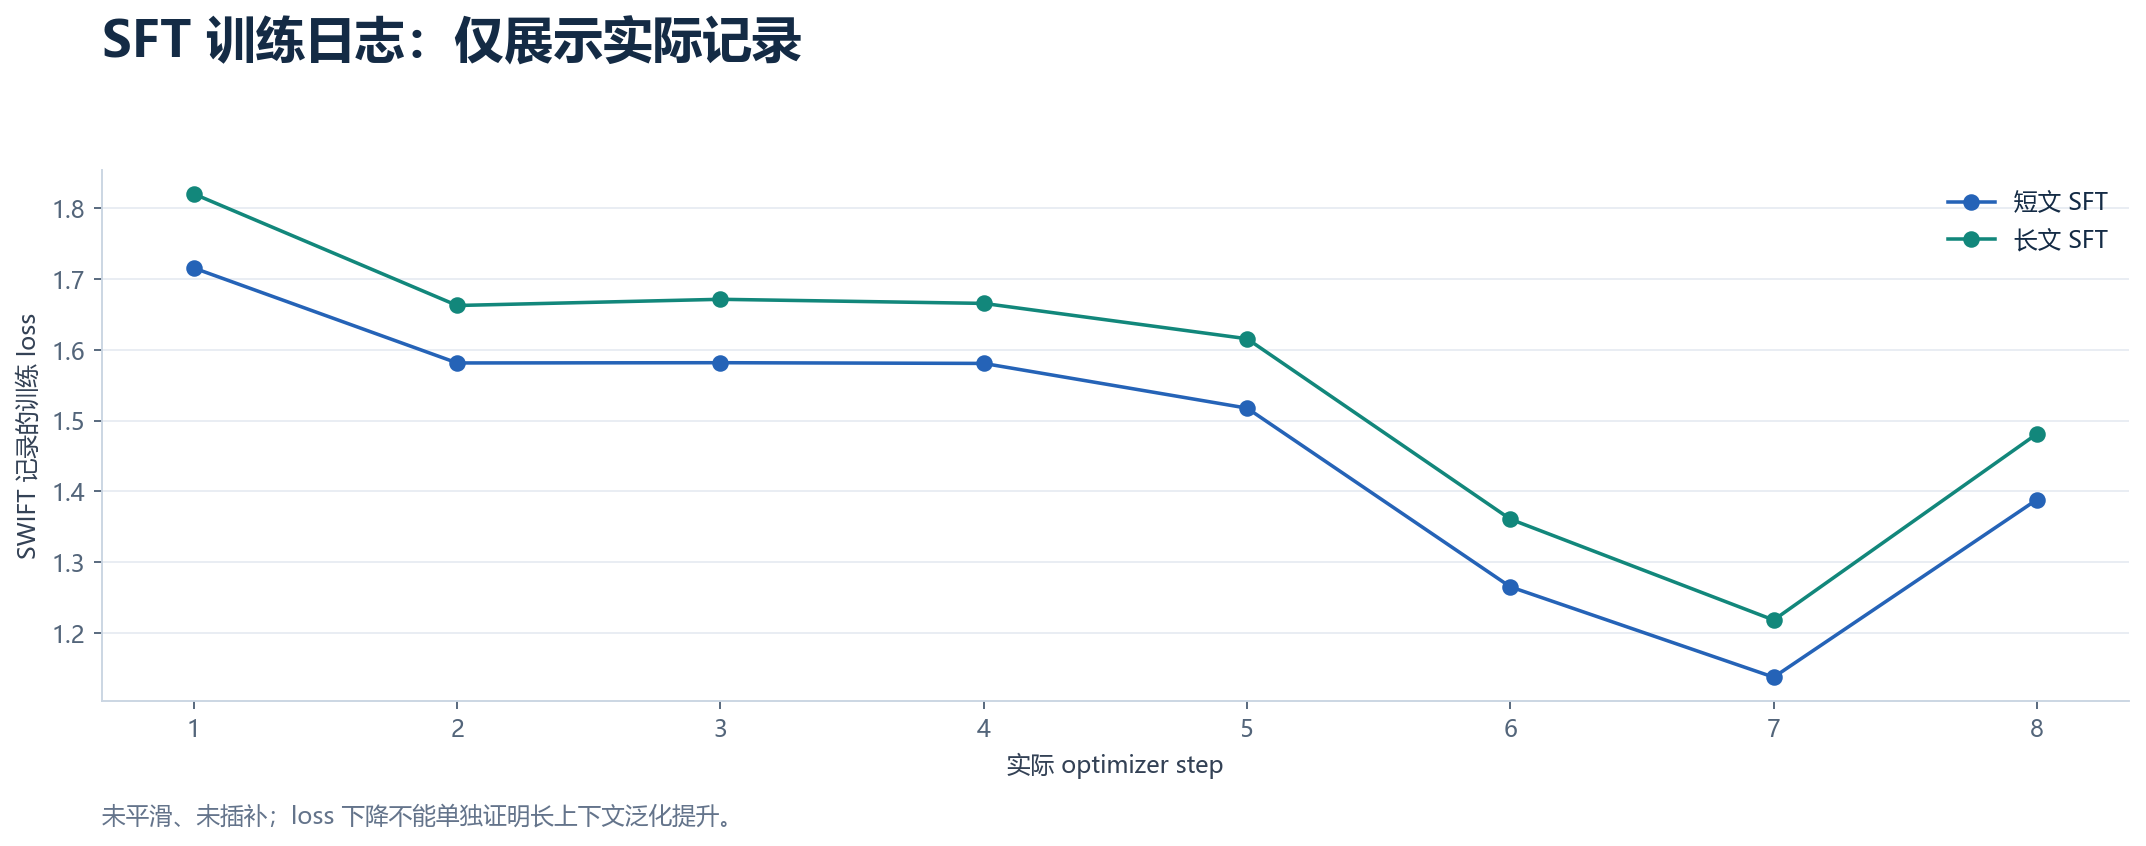 SFT 训练日志：仅展示实际记录
短文 SFT
长文 SFT
SWIFT 记录的训练 loss
1.8
1.7
1.6
1.5
1.4
1.3
1.2
1 2 3 4 5 6 7 8
实际 optimizer step
未平滑、未插补；loss 下降不能单独证明长上下文泛化提升。